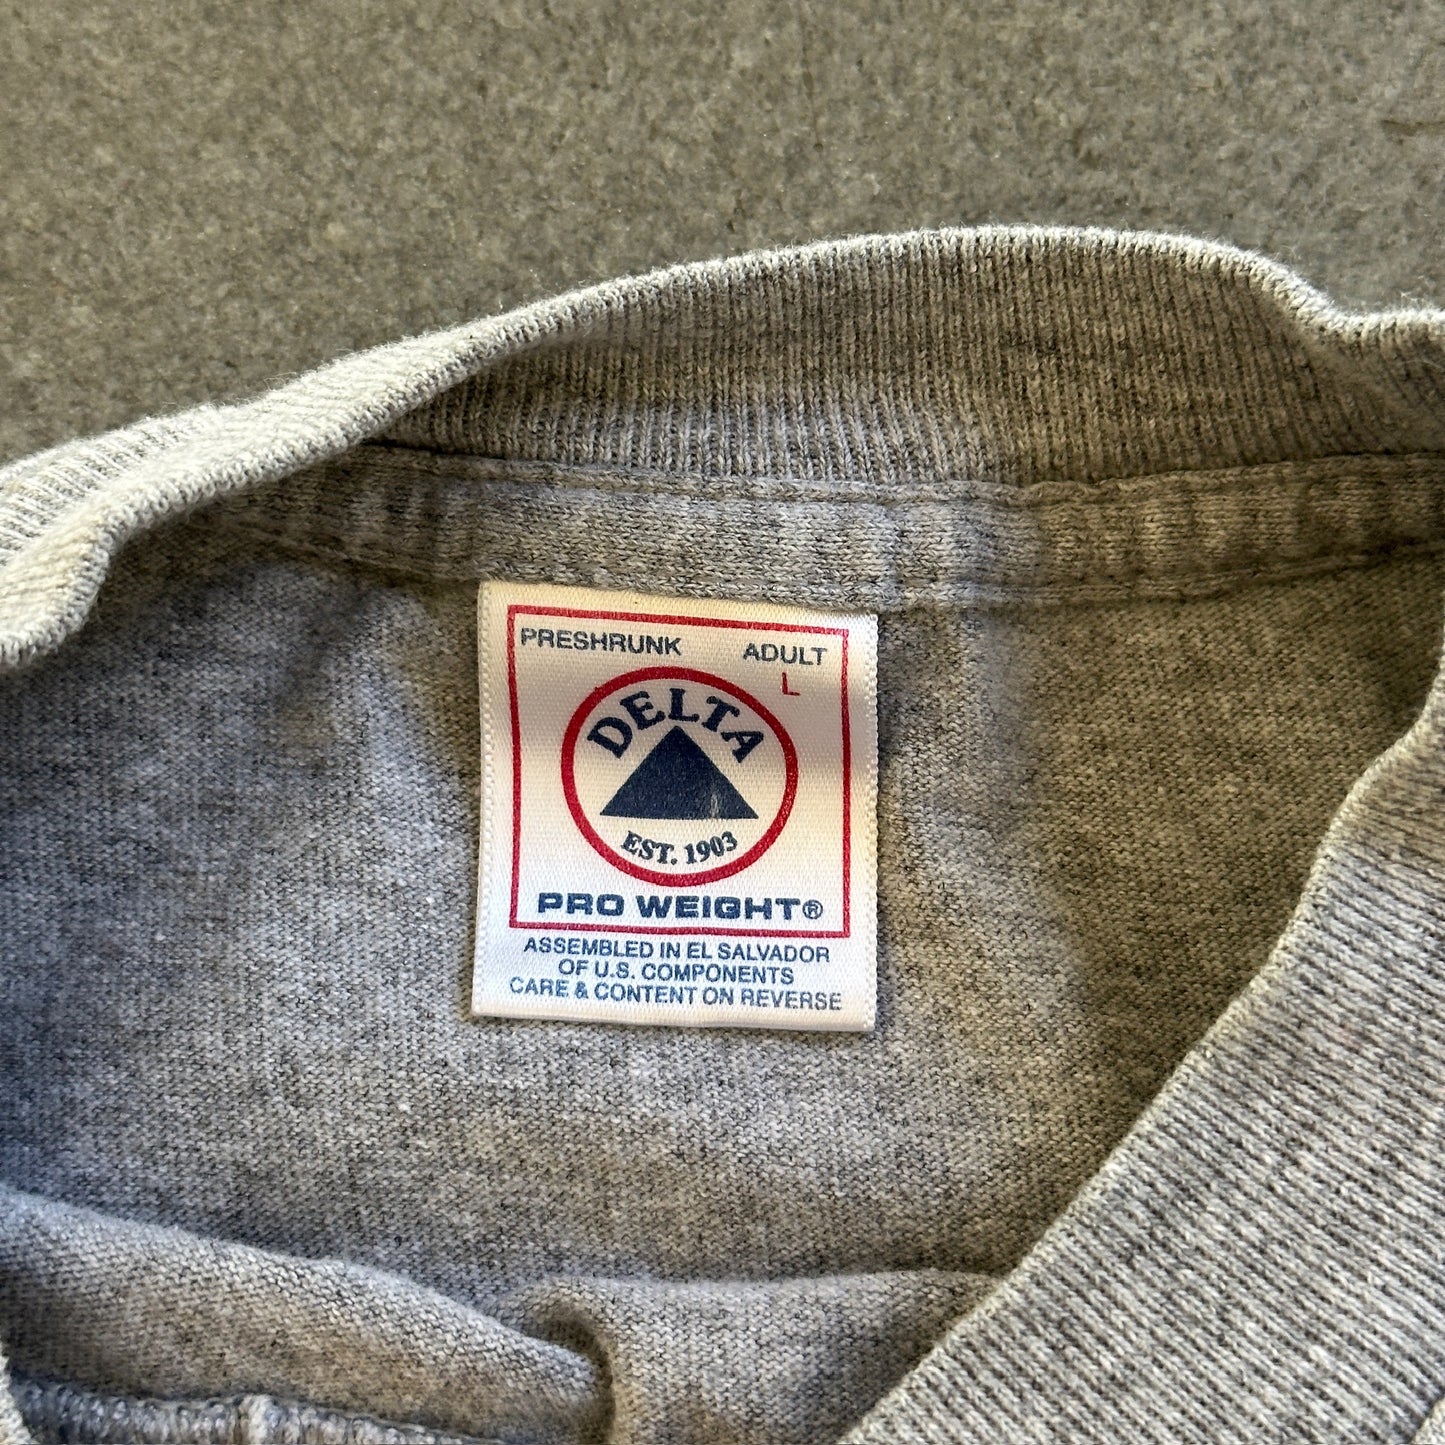 PRESHRUNK ADULT
L
DELTA
EST. 1903
PRO WEIGHT®
ASSEMBLED IN EL SALVADOR
OF U.S. COMPONENTS
CARE & CONTENT ON REVERSE